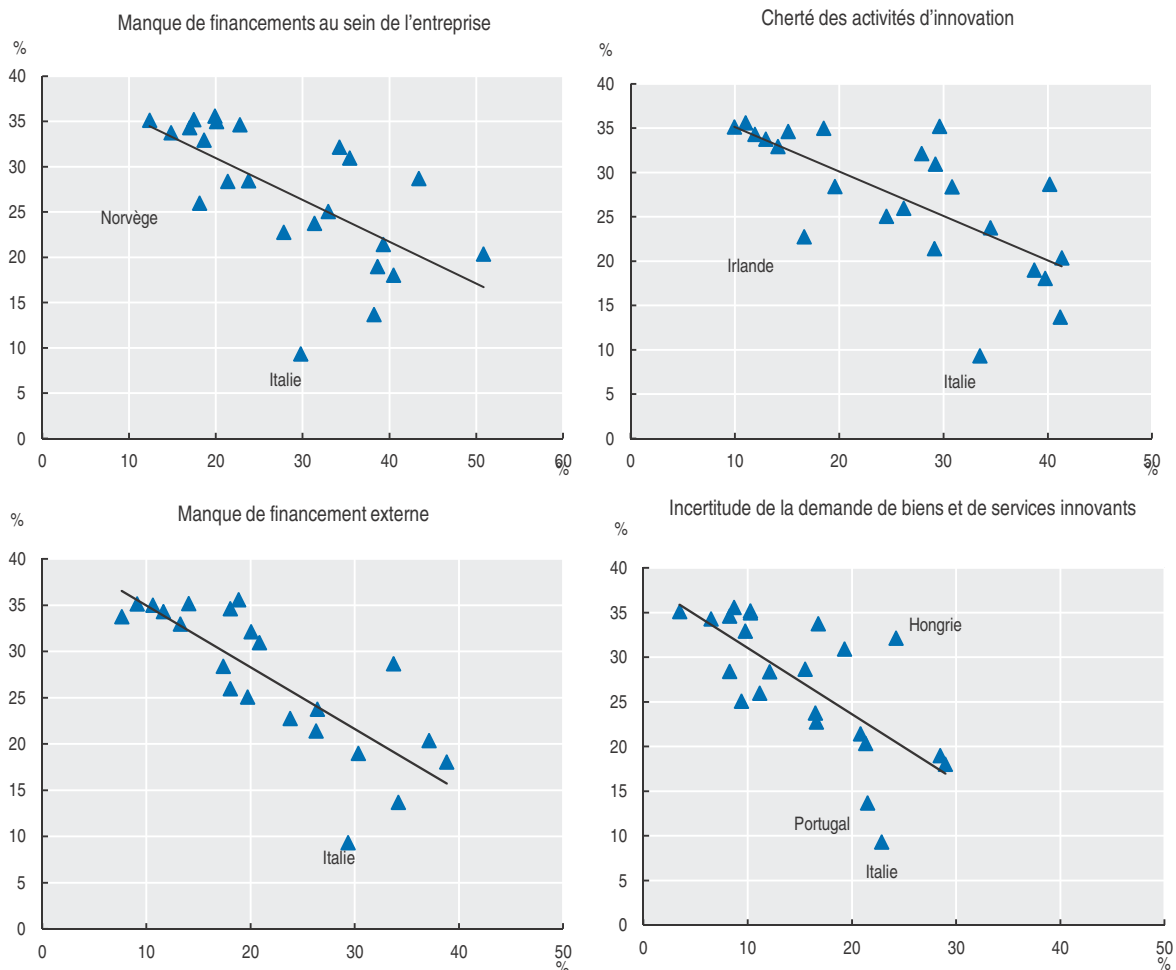 Manque de financements au sein de l'entreprise
%
40
35
30
25
20
15
10
5
0
Norvège
Italie
0 10 20 30 40 50 60
%
Cherté des activités d'innovation
%
40
35
30
25
20
15
10
5
0
Irlande
Italie
0 10 20 30 40 50
%
Manque de financement externe
%
40
35
30
25
20
15
10
5
0
Italie
0 10 20 30 40 50
%
Incertitude de la demande de biens et de services innovants
%
40
35
30
25
20
15
10
5
0
Hongrie
Portugal
Italie
0 10 20 30 40 50
%